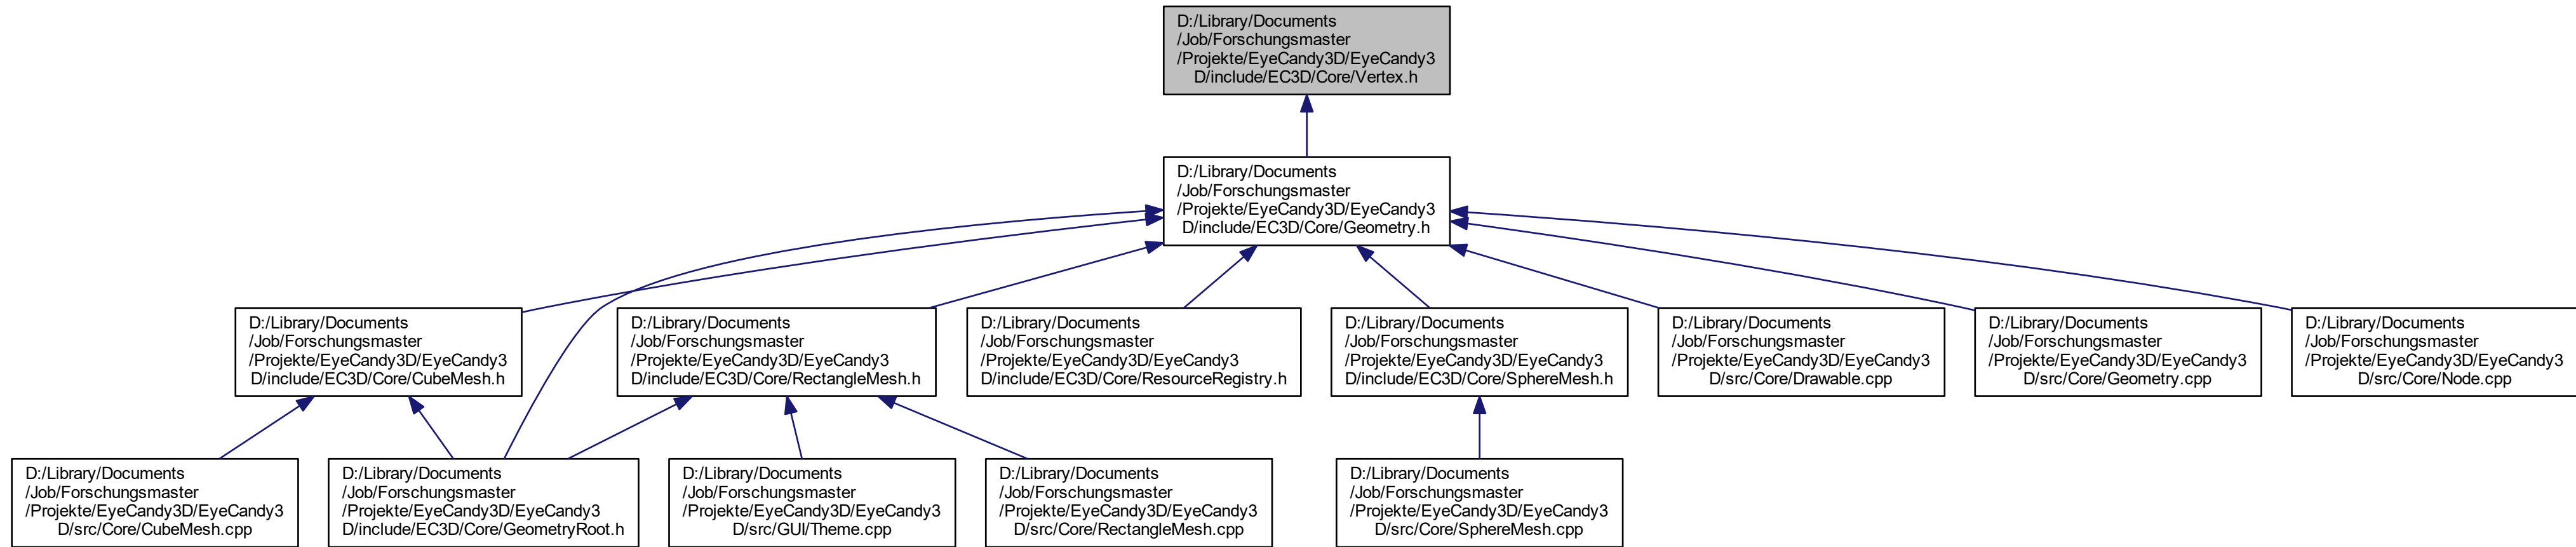 D:/Library/Documents
/Job/Forschungsmaster
/Projekte/EyeCandy3D/EyeCandy3
D/include/EC3D/Core/Vertex.h
D:/Library/Documents
/Job/Forschungsmaster
/Projekte/EyeCandy3D/EyeCandy3
D/include/EC3D/Core/Geometry.h
D:/Library/Documents
/Job/Forschungsmaster
/Projekte/EyeCandy3D/EyeCandy3
D/include/EC3D/Core/CubeMesh.h
D:/Library/Documents
/Job/Forschungsmaster
/Projekte/EyeCandy3D/EyeCandy3
D/include/EC3D/Core/RectangleMesh.h
D:/Library/Documents
/Job/Forschungsmaster
/Projekte/EyeCandy3D/EyeCandy3
D/include/EC3D/Core/ResourceRegistry.h
D:/Library/Documents
/Job/Forschungsmaster
/Projekte/EyeCandy3D/EyeCandy3
D/include/EC3D/Core/SphereMesh.h
D:/Library/Documents
/Job/Forschungsmaster
/Projekte/EyeCandy3D/EyeCandy3
D/src/Core/Drawable.cpp
D:/Library/Documents
/Job/Forschungsmaster
/Projekte/EyeCandy3D/EyeCandy3
D/src/Core/Geometry.cpp
D:/Library/Documents
/Job/Forschungsmaster
/Projekte/EyeCandy3D/EyeCandy3
D/src/Core/Node.cpp
D:/Library/Documents
/Job/Forschungsmaster
/Projekte/EyeCandy3D/EyeCandy3
D/src/Core/CubeMesh.cpp
D:/Library/Documents
/Job/Forschungsmaster
/Projekte/EyeCandy3D/EyeCandy3
D/include/EC3D/Core/GeometryRoot.h
D:/Library/Documents
/Job/Forschungsmaster
/Projekte/EyeCandy3D/EyeCandy3
D/src/GUI/Theme.cpp
D:/Library/Documents
/Job/Forschungsmaster
/Projekte/EyeCandy3D/EyeCandy3
D/src/Core/RectangleMesh.cpp
D:/Library/Documents
/Job/Forschungsmaster
/Projekte/EyeCandy3D/EyeCandy3
D/src/Core/SphereMesh.cpp